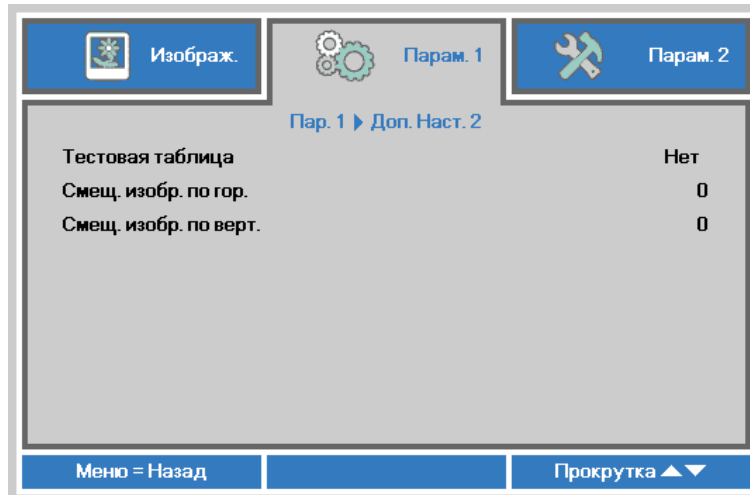 Изображ. Парам. 1 Парам. 2
Пар. 1 ▶ Доп. Наст. 2
Тестовая таблица Нет
Смещ. изобр. по гор. 0
Смещ. изобр. по верт. 0
Меню = Назад Прокрутка ▲▼